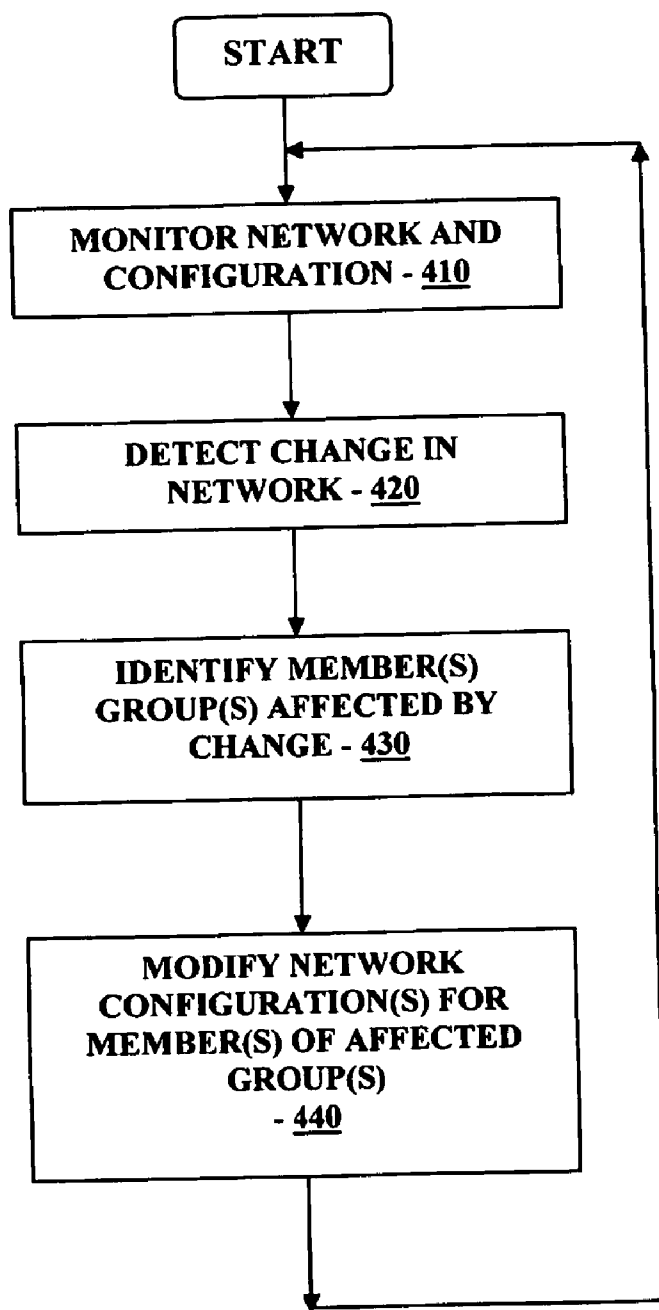 START
MONITOR NETWORK AND
CONFIGURATION - 410
DETECT CHANGE IN
NETWORK - 420
IDENTIFY MEMBER(S)
GROUP(S) AFFECTED BY
CHANGE - 430
MODIFY NETWORK
CONFIGURATION(S) FOR
MEMBER(S) OF AFFECTED
GROUP(S)
- 440